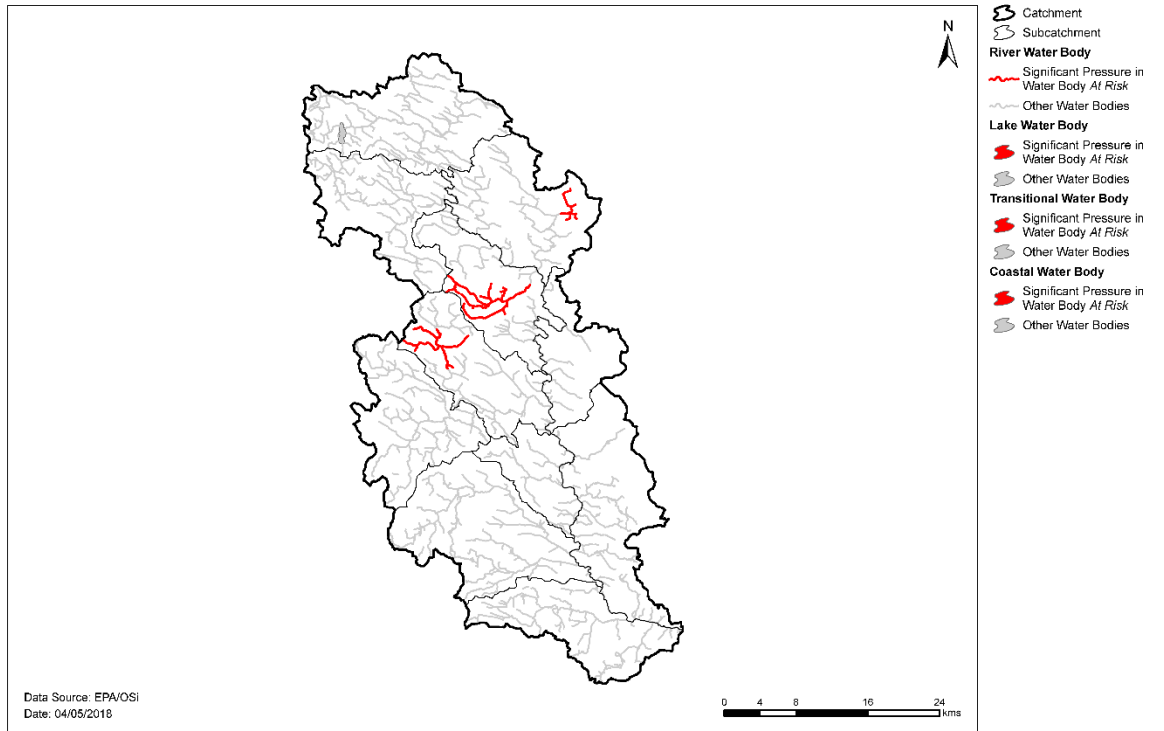 N
Catchment
Subcatchment
River Water Body
Significant Pressure in
Water Body At Risk
Other Water Bodies
Lake Water Body
Significant Pressure in
Water Body At Risk
Other Water Bodies
Transitional Water Body
Significant Pressure in
Water Body At Risk
Other Water Bodies
Coastal Water Body
Significant Pressure in
Water Body At Risk
Other Water Bodies
Data Source: EPA/OSi
Date: 04/05/2018
0 4 8 16 24
kms